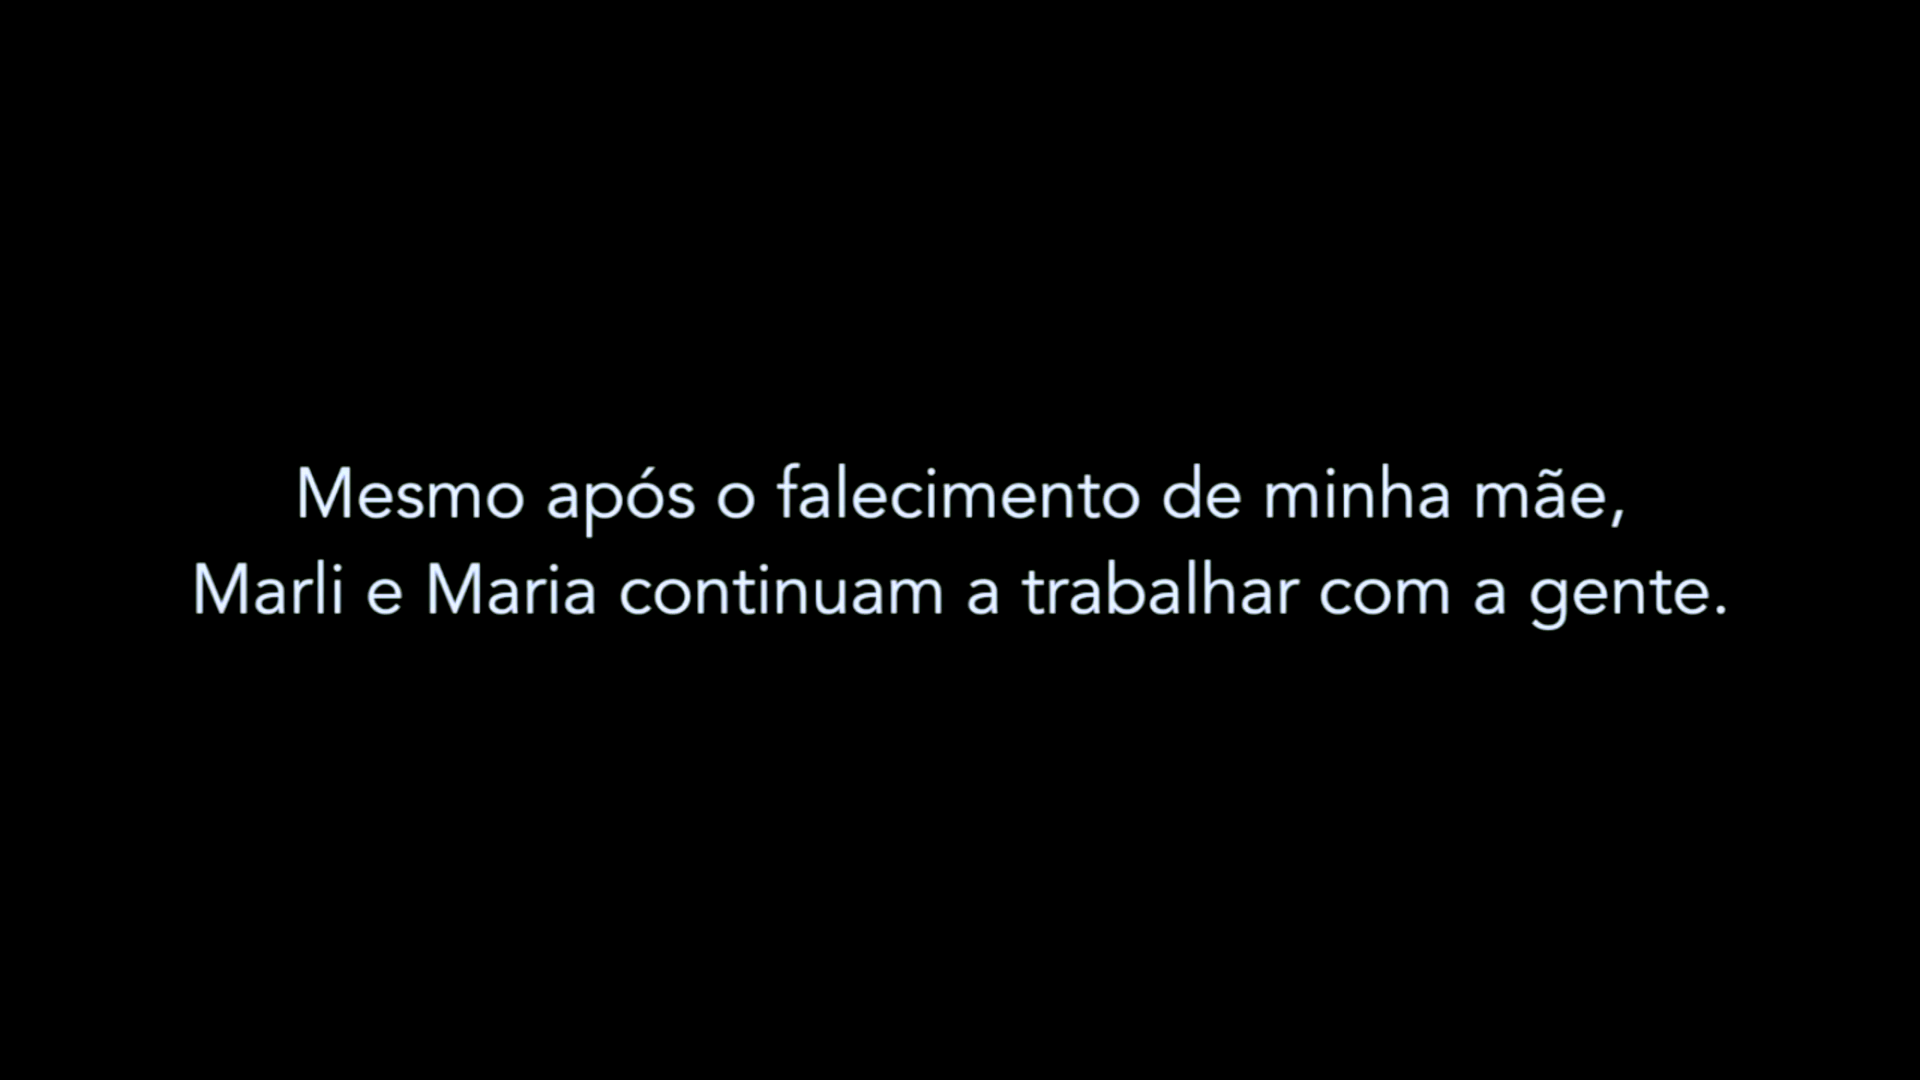 Mesmo após o falecimento de minha mãe,
Marli e Maria continuam a trabalhar com a gente.